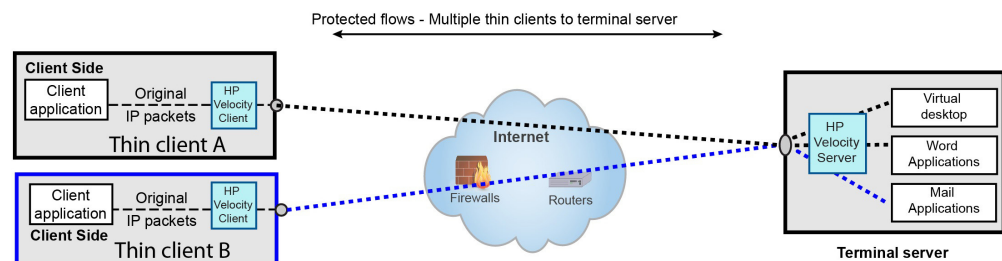 Protected flows - Multiple thin clients to terminal server
Client Side
Client
application
Original
IP packets
HP
Velocity
Client
Thin client A
Client
application
Original
IP packets
HP
Velocity
Client
Client Side
Thin client B
Internet
Firewalls
Routers
HP
Velocity
Server
Virtual
desktop
Word
Applications
Mail
Applications
Terminal server